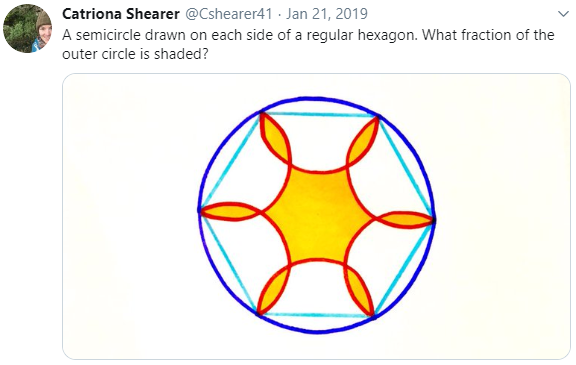 Catriona Shearer @Cshearer41 · Jan 21, 2019
A semicircle drawn on each side of a regular hexagon. What fraction of the
outer circle is shaded?